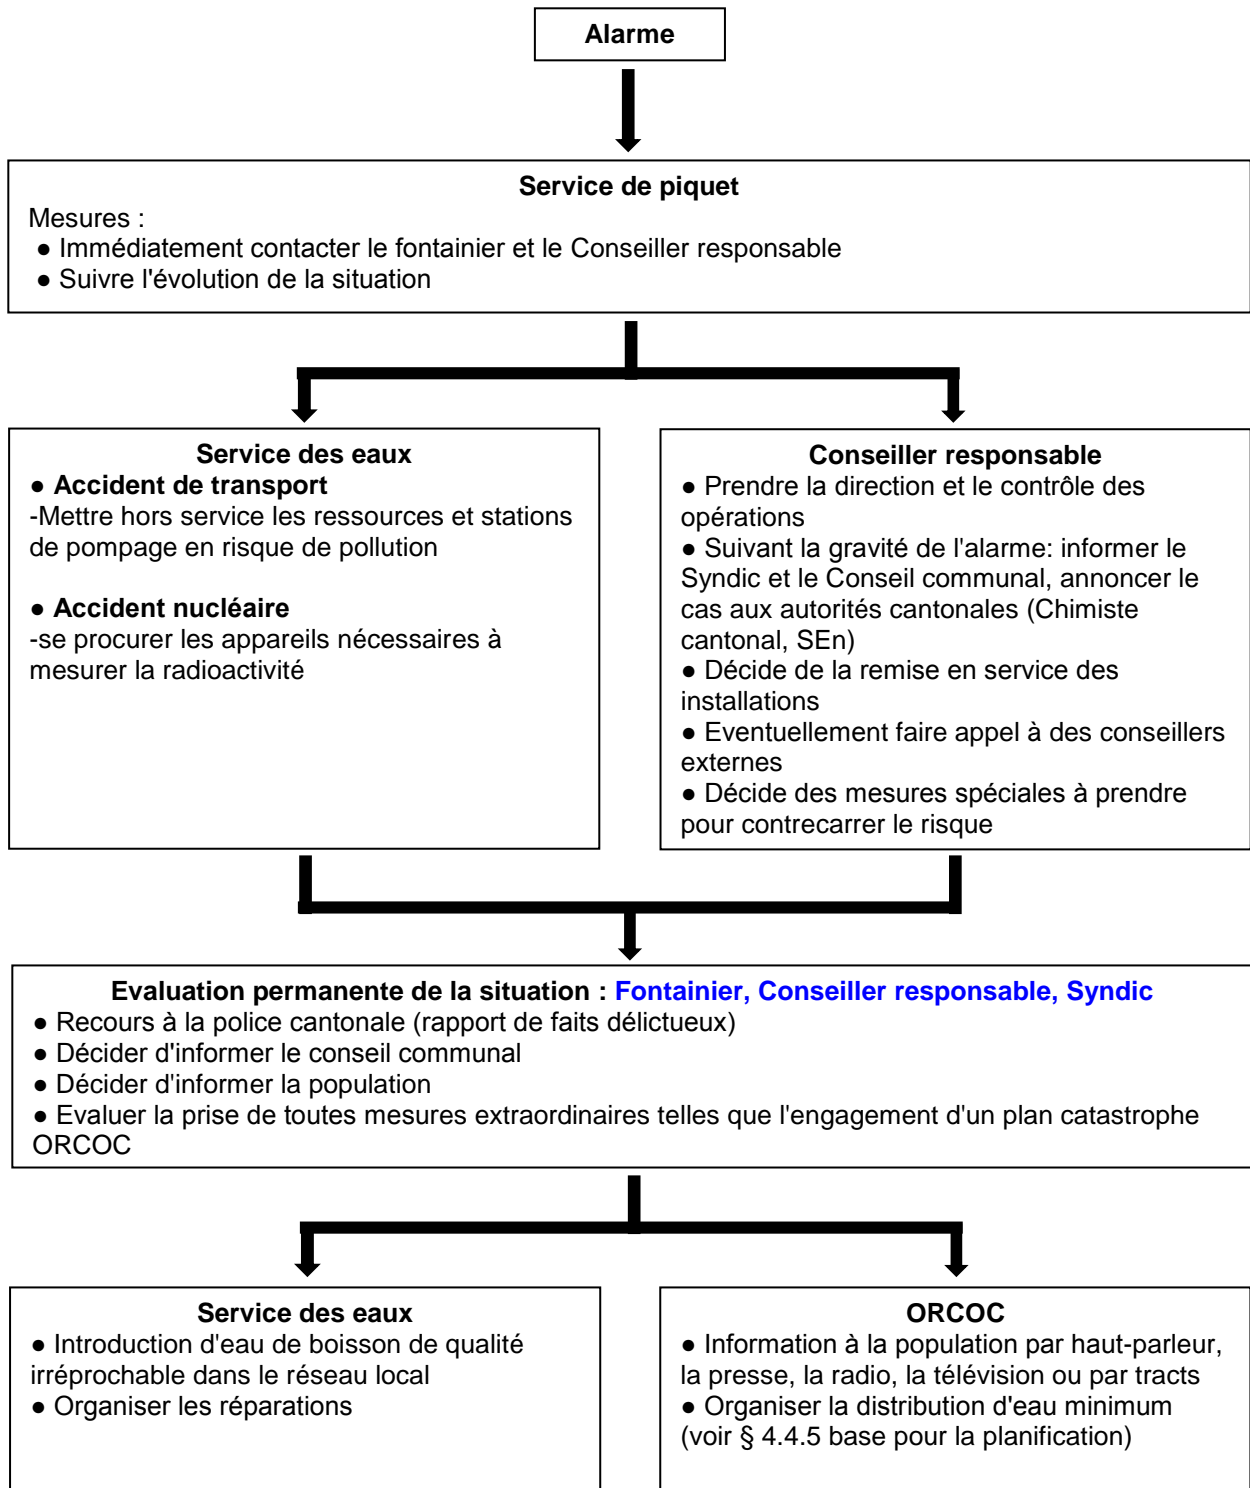 Alarme
Service de piquet
Mesures :
● Immédiatement contacter le fontainier et le Conseiller responsable
● Suivre l'évolution de la situation
Service des eaux
● Accident de transport
-Mettre hors service les ressources et stations
de pompage en risque de pollution
● Accident nucléaire
-se procurer les appareils nécessaires à
mesurer la radioactivité
Conseiller responsable
● Prendre la direction et le contrôle des
opérations
● Suivant la gravité de l'alarme: informer le
Syndic et le Conseil communal, annoncer le
cas aux autorités cantonales (Chimiste
cantonal, SEn)
● Décide de la remise en service des
installations
● Eventuellement faire appel à des conseillers
externes
● Décide des mesures spéciales à prendre
pour contrecarrer le risque
Evaluation permanente de la situation : Fontainier, Conseiller responsable, Syndic
● Recours à la police cantonale (rapport de faits délictueux)
● Décider d'informer le conseil communal
● Décider d'informer la population
● Evaluer la prise de toutes mesures extraordinaires telles que l'engagement d'un plan catastrophe
ORCOC
Service des eaux
● Introduction d'eau de boisson de qualité
irréprochable dans le réseau local
● Organiser les réparations
ORCOC
● Information à la population par haut-parleur,
la presse, la radio, la télévision ou par tracts
● Organiser la distribution d'eau minimum
(voir § 4.4.5 base pour la planification)